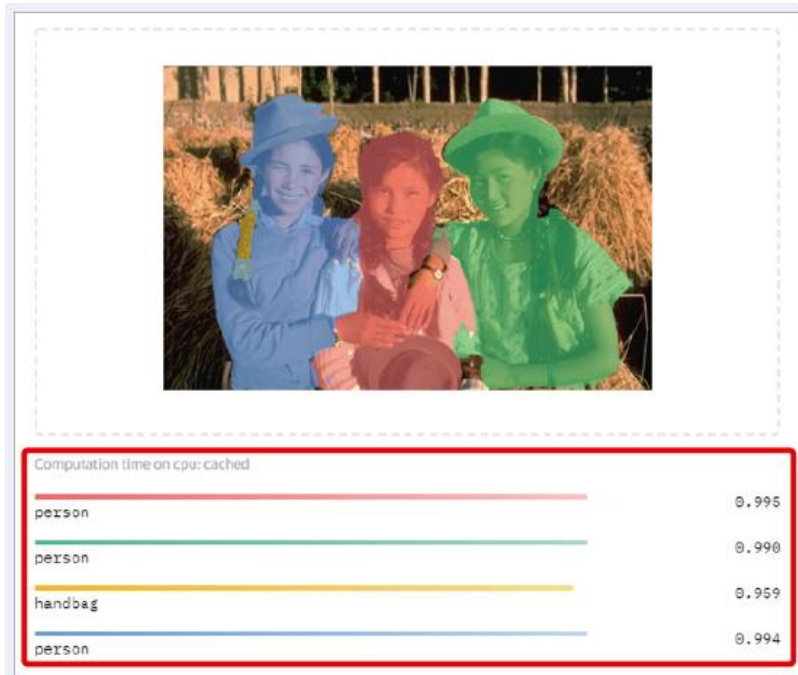 Computation time on cpu: cached
person 0.995
person 0.990
handbag 0.959
person 0.994